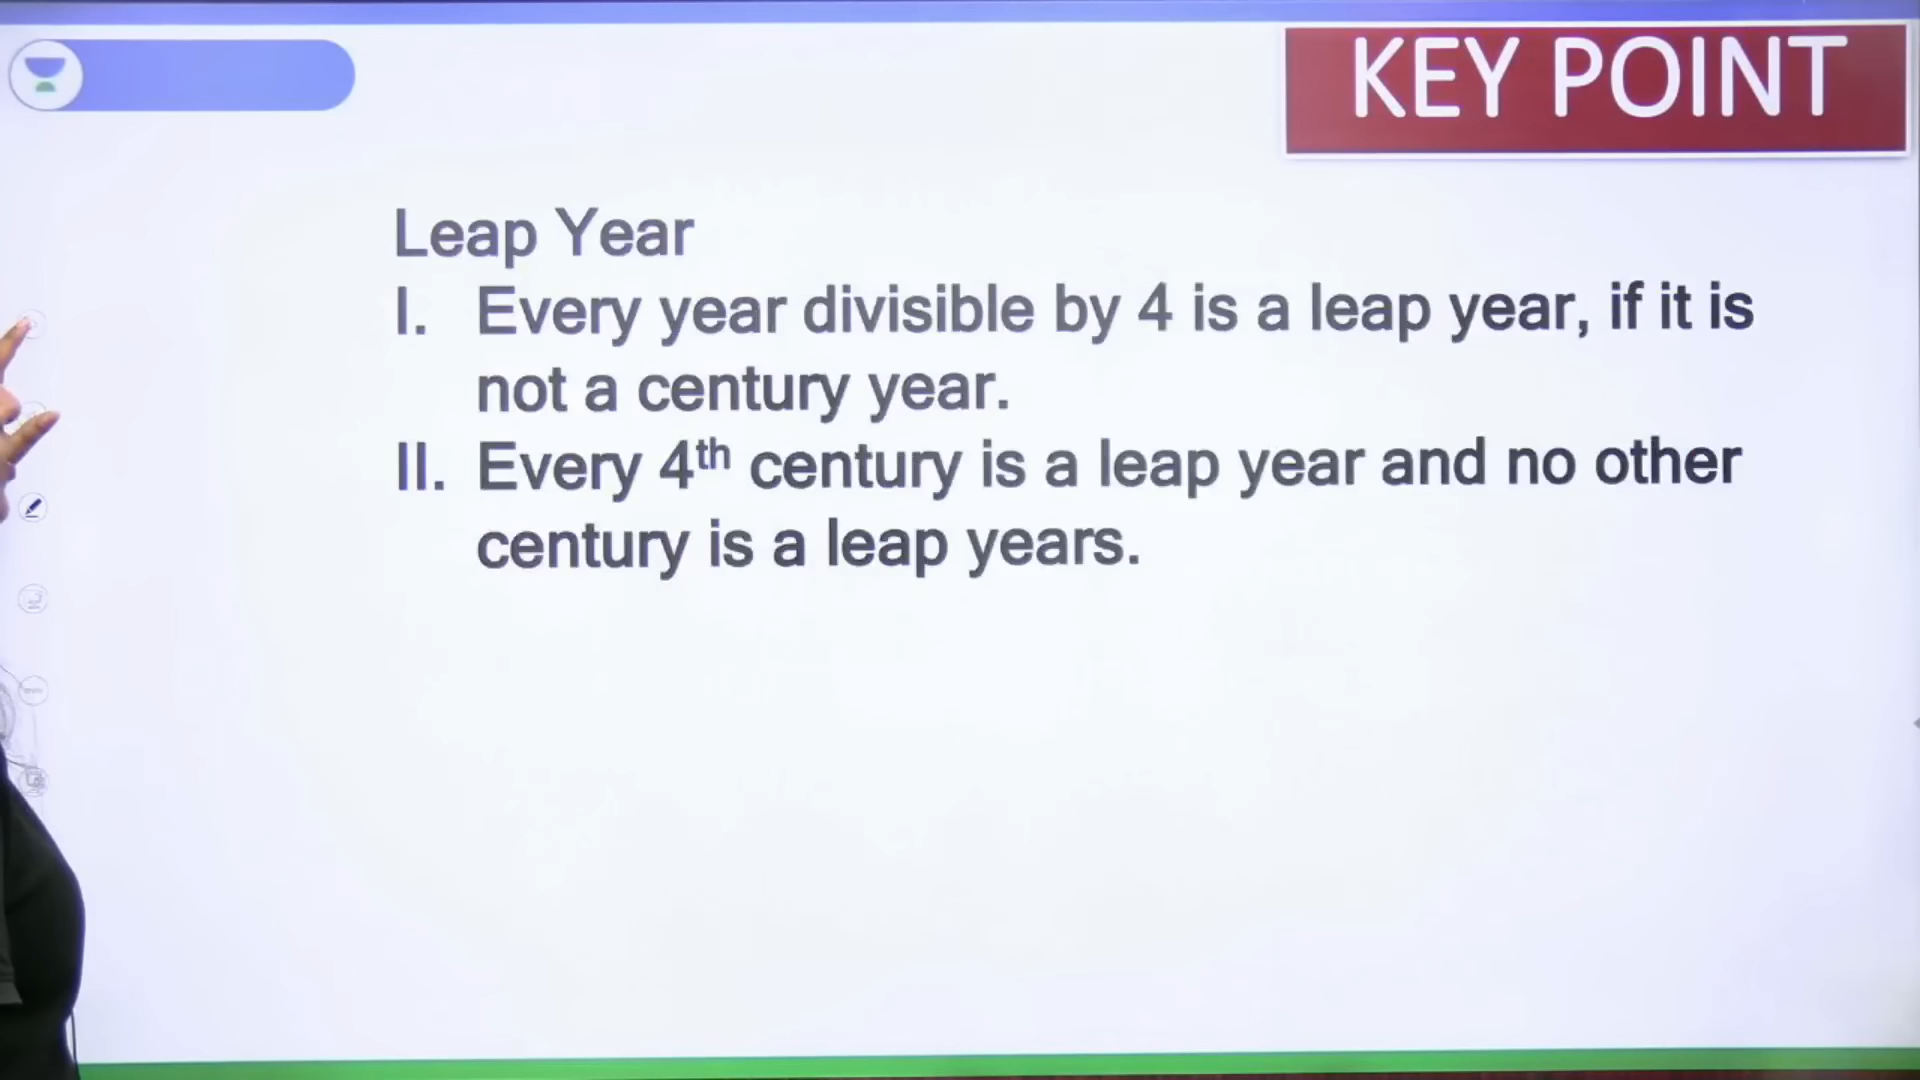 KEY POINT
Leap Year
I. Every year divisible by 4 is a leap year, if it is
not a century year.
II. Every 4th century is a leap year and no other
century is a leap years.